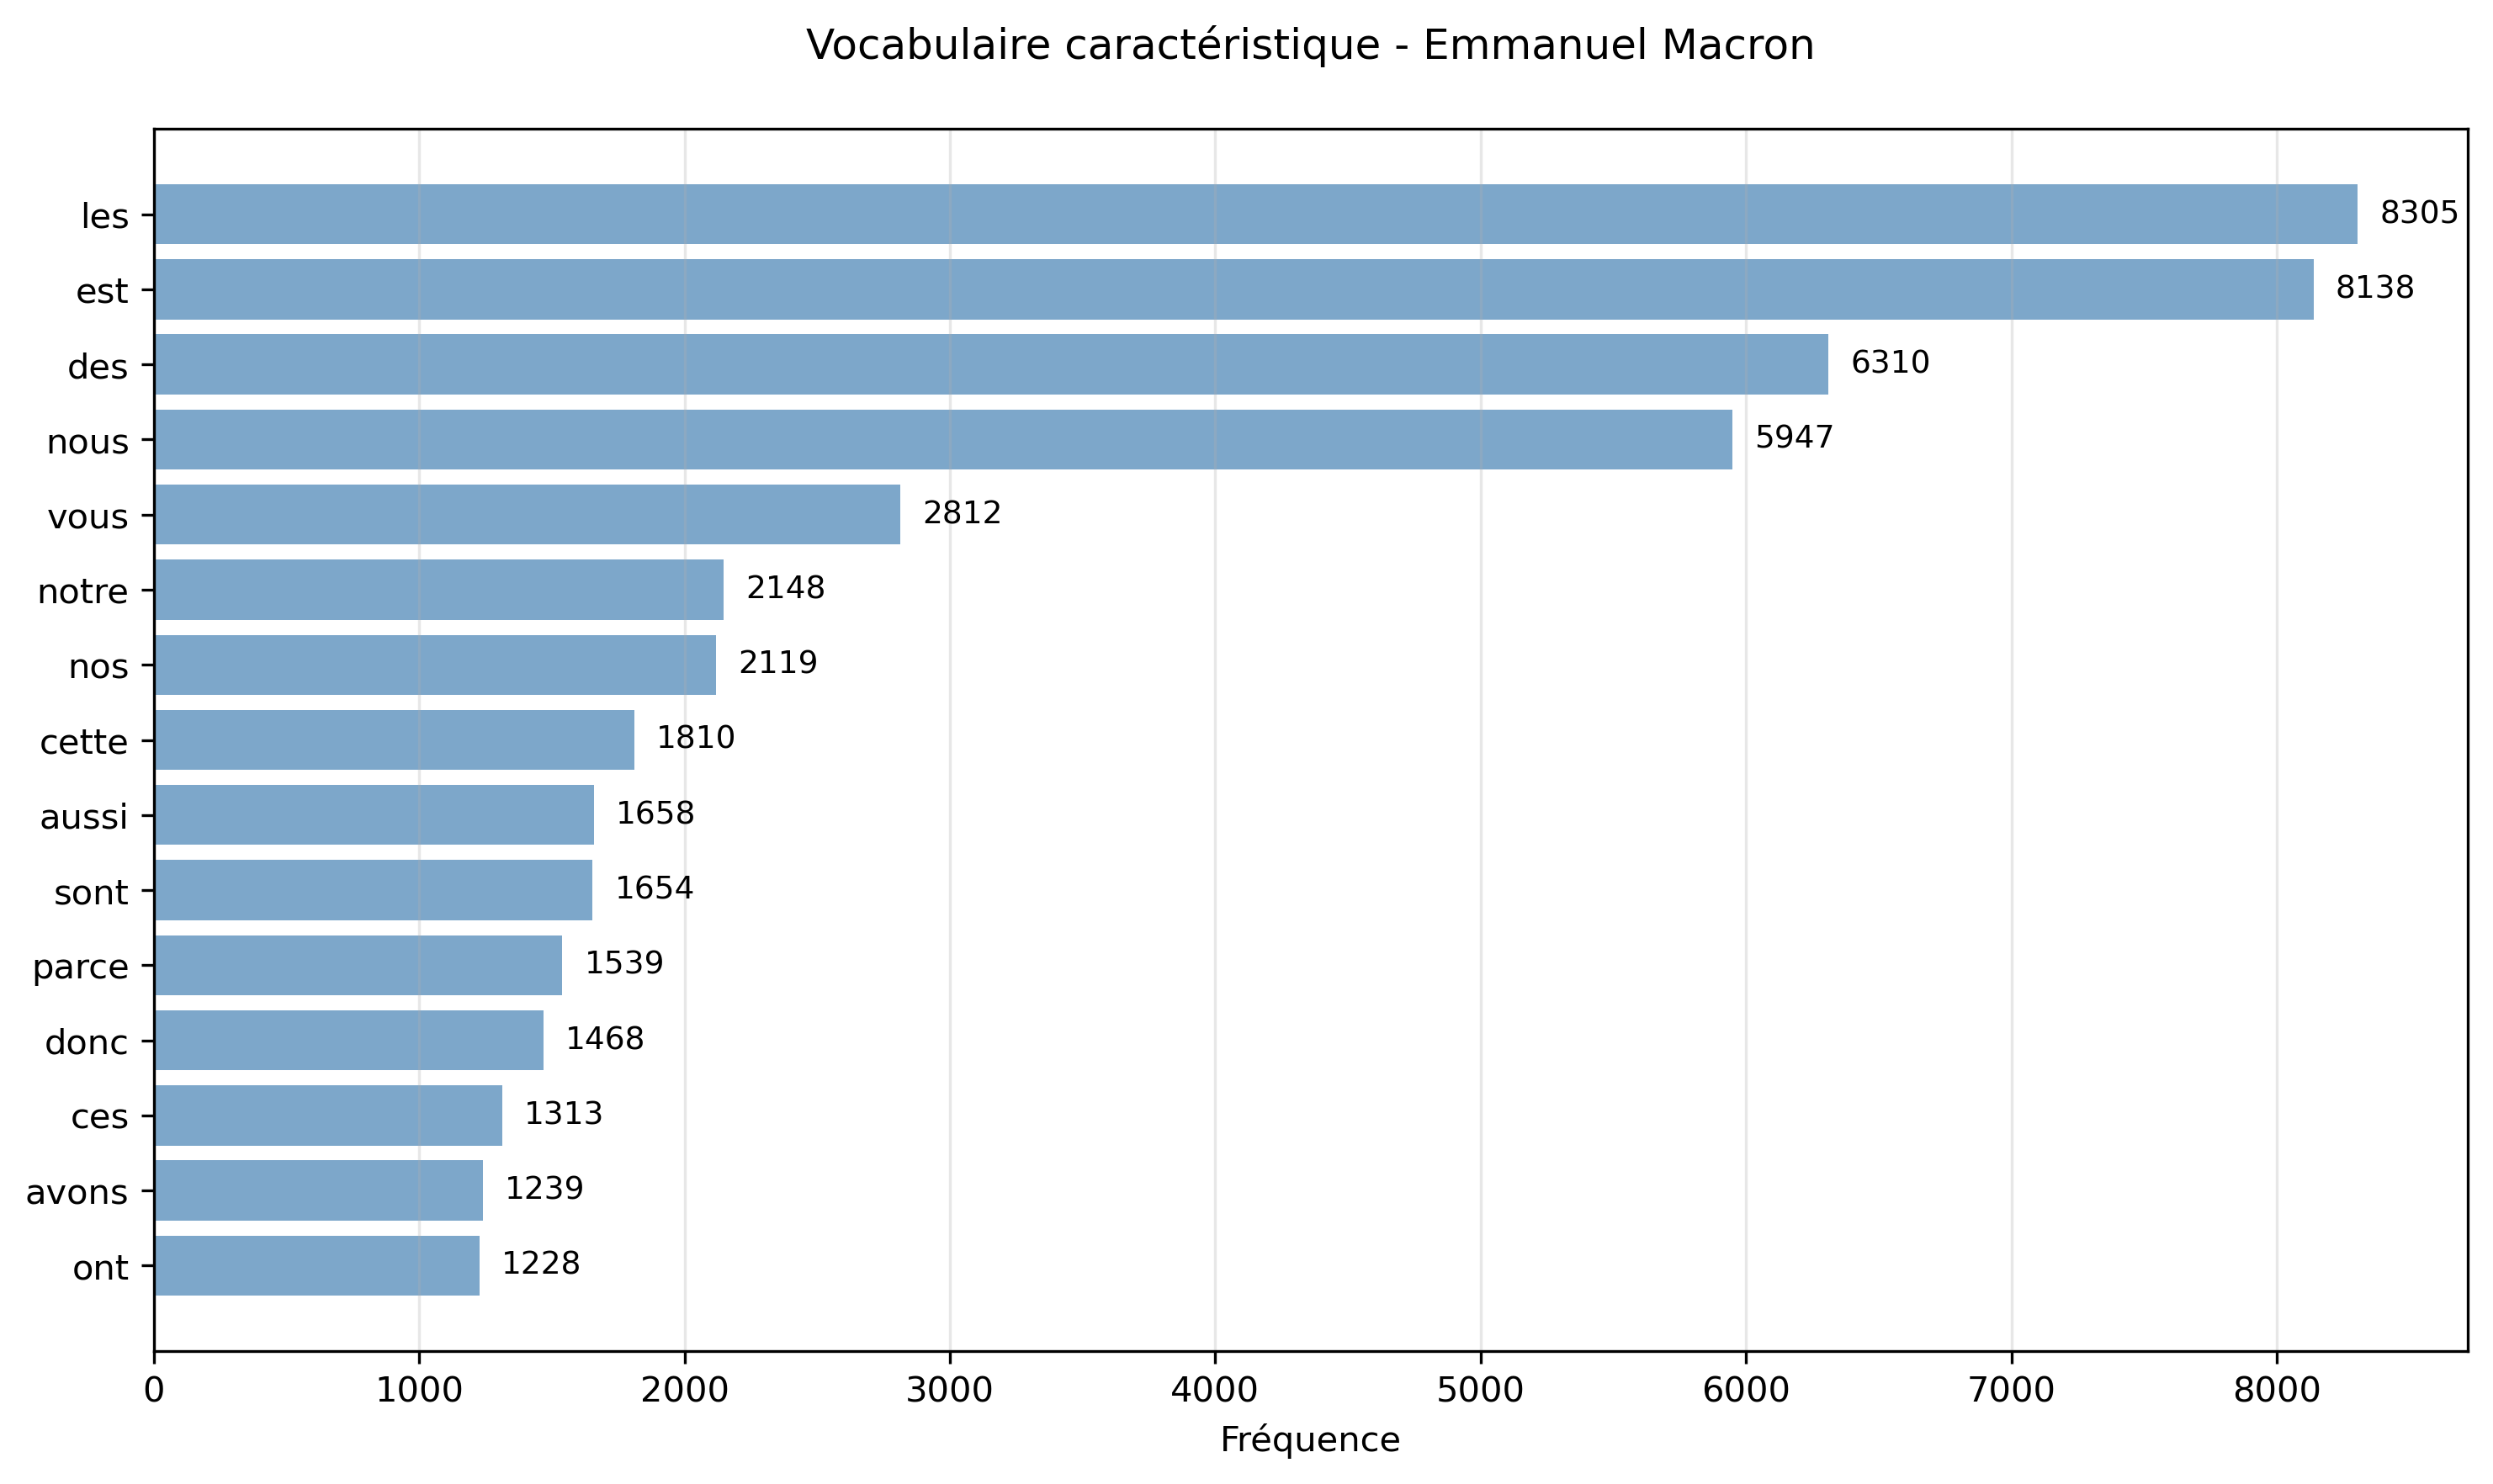 Vocabulaire caractéristique - Emmanuel Macron
les 8305
est 8138
des 6310
nous 5947
vous 2812
notre 2148
nos 2119
cette 1810
aussi 1658
sont 1654
parce 1539
donc 1468
ces 1313
avons 1239
ont 1228
0 1000 2000 3000 4000 5000 6000 7000 8000
Fréquence